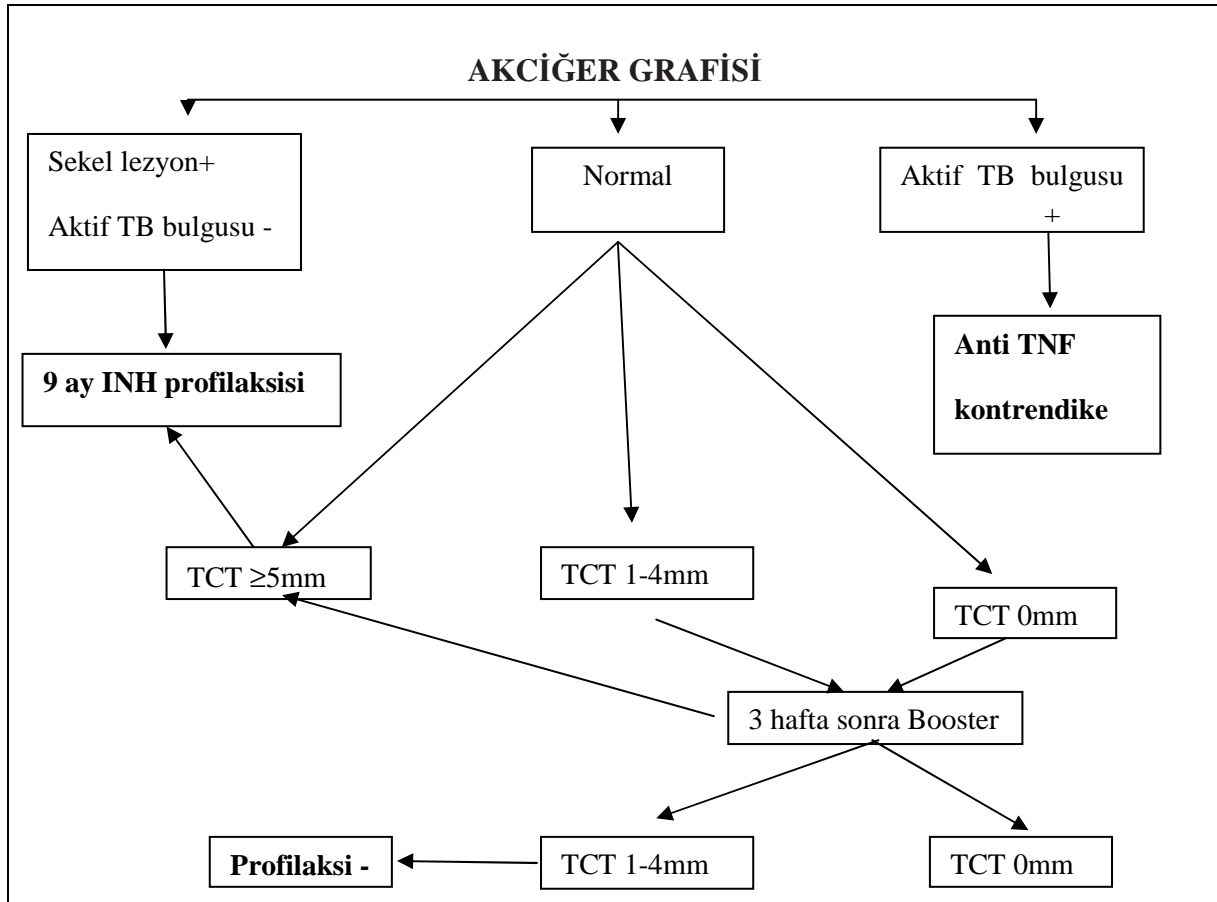 AKCİĞER GRAFİSİ
Sekel lezyon+
Aktif TB bulgusu -
Normal
Aktif TB bulgusu
+
9 ay INH profilaksisi
Anti TNF
kontrendike
TCT ≥5mm
TCT 1-4mm
TCT 0mm
3 hafta sonra Booster
Profilaksi -
TCT 1-4mm
TCT 0mm